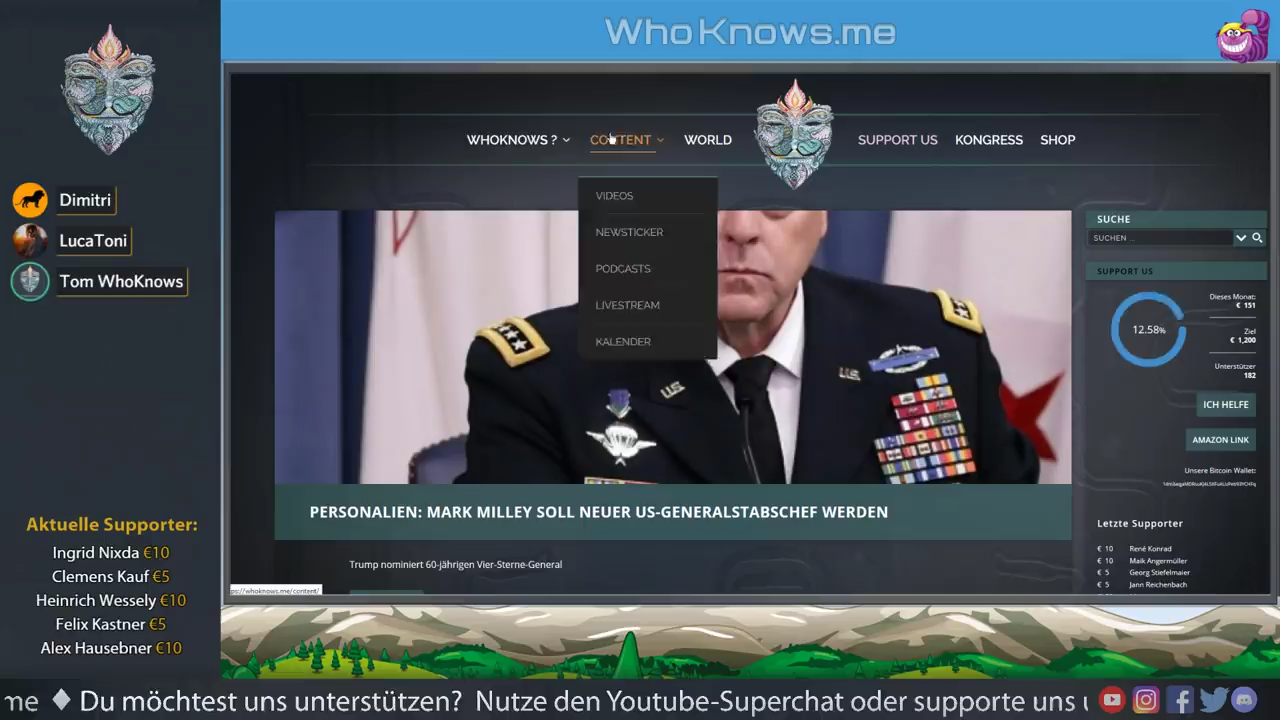 WhoKnows.me
Dimitri
LucaToni
Tom WhoKnows
Aktuelle Supporter:
Ingrid Nixda €10
Clemens Kauf €5
Heinrich Wessely €10
Felix Kastner €5
Alex Hausebner €10
WHOKNOWS ? CONTENT WORLD SUPPORT US KONGRESS SHOP
VIDEOS
NEWSTICKER
PODCASTS
LIVESTREAM
KALENDER
U.S.
U.S.
PERSONALIEN: MARK MILLEY SOLL NEUER US-GENERALSTABSCHEF WERDEN
Trump nominiert 60-jährigen Vier-Sterne-General
ps://whoknows.me/content/
SUCHE
SUCHEN ...
SUPPORT US
12.58%
Dieses Monat:
€ 151
Ziel
€ 1,200
Unterstützer
182
ICH HELFE
AMAZON LINK
Unsere Bitcoin Wallet:
Letzte Supporter
€ 10 René Konrad
€ 10 Maik Angermüller
€ 5 Georg Stiefelmaier
€ 5 Jann Reichenbach
me ♦ Du möchtest uns unterstützen? Nutze den Youtube-Superchat oder supporte uns